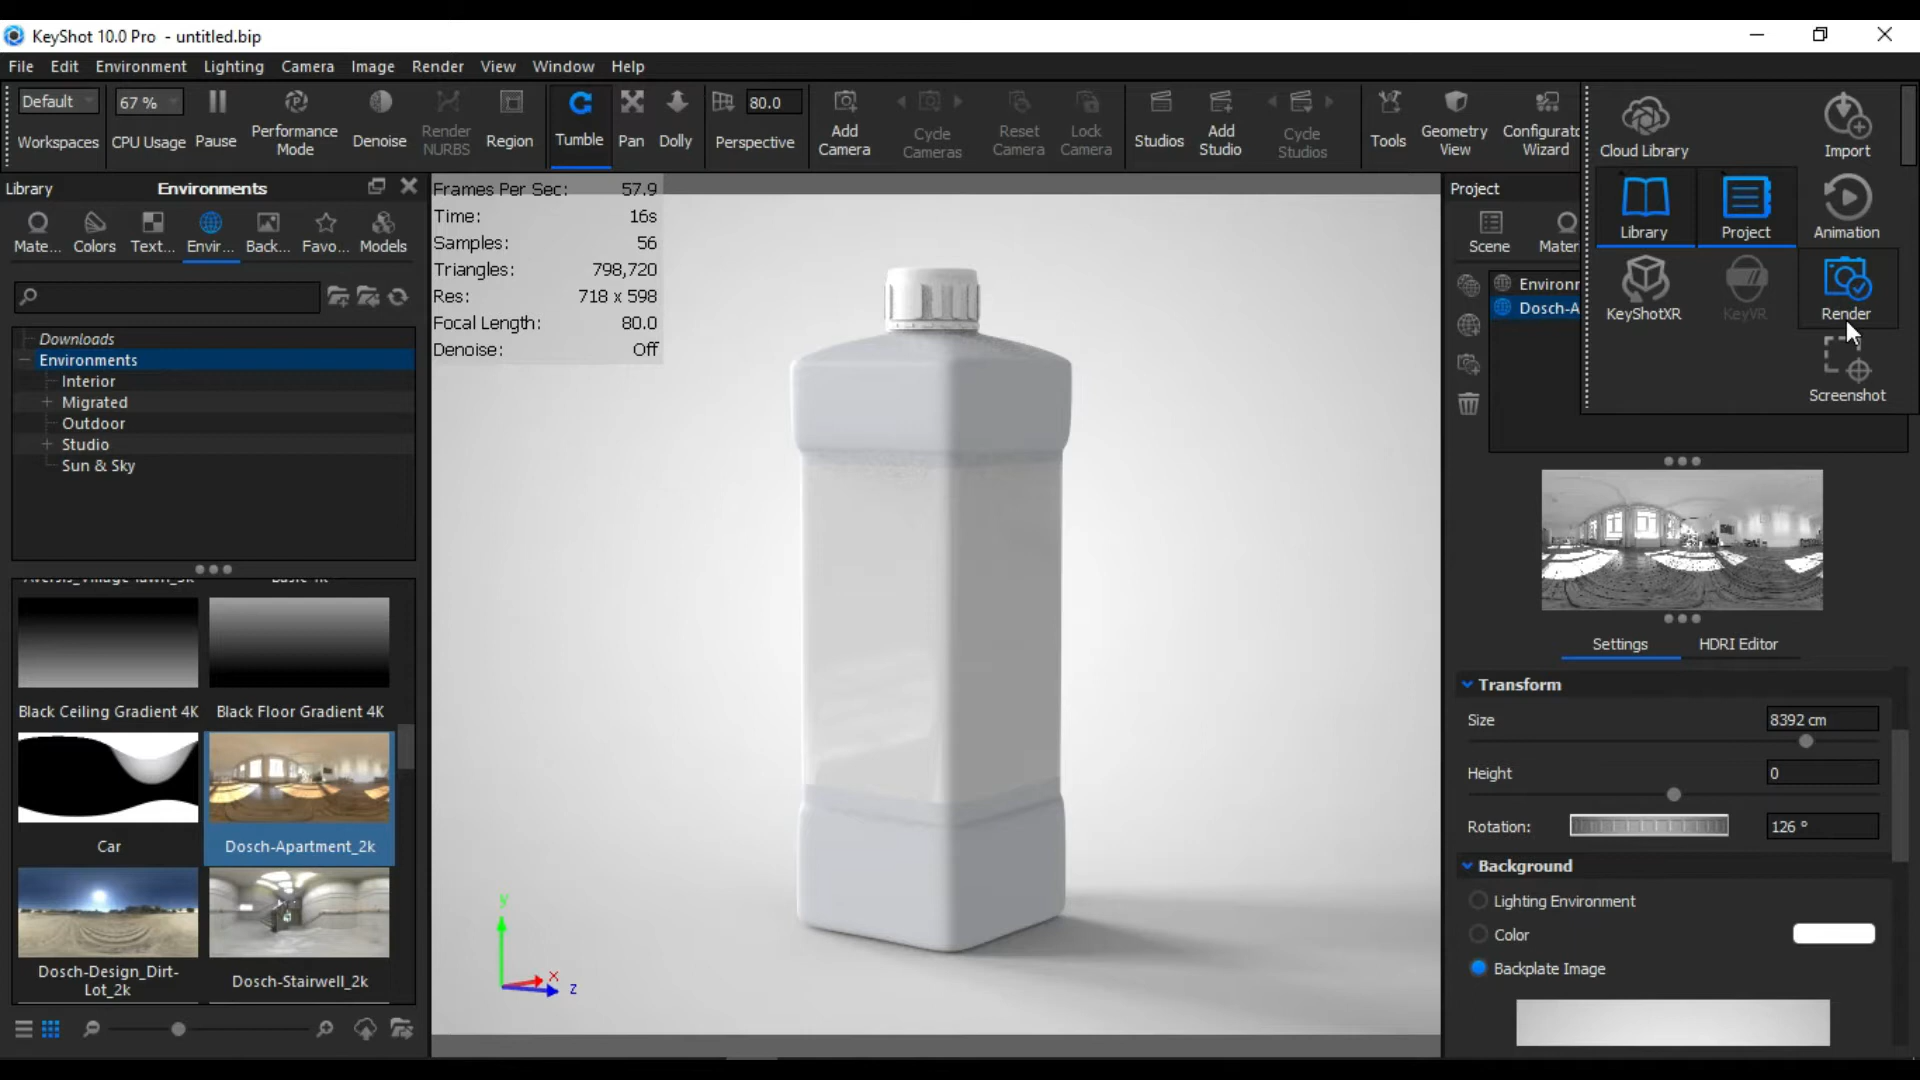 KeyShot 10.0 Pro - untitled.bip
File Edit Environment Lighting Camera Image Render View Window Help
Default
67 %
80.0
Workspaces
CPU Usage
Pause
Performance
Mode
Denoise
Render
NURBS
Region
Tumble
Pan
Dolly
Perspective
Add
Camera
Cycle
Cameras
Reset
Camera
Lock
Camera
Studios
Add
Studio
Cycle
Studios
Tools
Geometry
View
Configurato
Wizard
Cloud Library
Import
Library
Project
Animation
KeyShotXR
KeyVR
Render
Screenshot
Library
Environments
Mate... Colors Text... Envir... Back... Favo... Models
Downloads
Environments
Interior
Migrated
Outdoor
Studio
Sun & Sky
Black Ceiling Gradient 4K
Black Floor Gradient 4K
Car
Dosch-Apartment_2k
Dosch-Design_Dirt-
Lot_2k
Dosch-Stairwell_2k
Frames Per Sec: 57.9
Time: 16s
Samples: 56
Triangles: 798,720
Res: 718 x 598
Focal Length: 80.0
Denoise: Off
y
x
z
Project
Scene
Mater
Environm
Dosch-A
Settings
HDRI Editor
Transform
Size 8392 cm
Height 0
Rotation: 126 °
Background
Lighting Environment
Color
Backplate Image